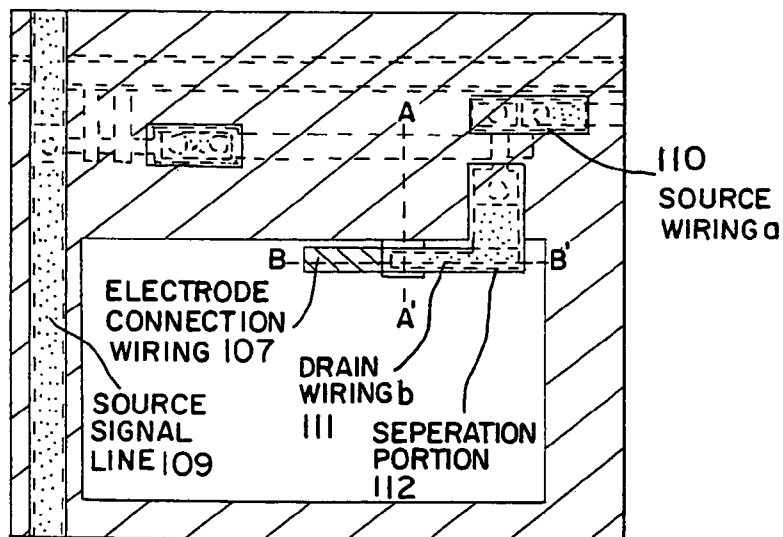 A
110
SOURCE
WIRING a
B
B'
A'
ELECTRODE
CONNECTION
WIRING 107
DRAIN
WIRING b
111
SOURCE
SIGNAL
LINE 109
SEPERATION
PORTION
112